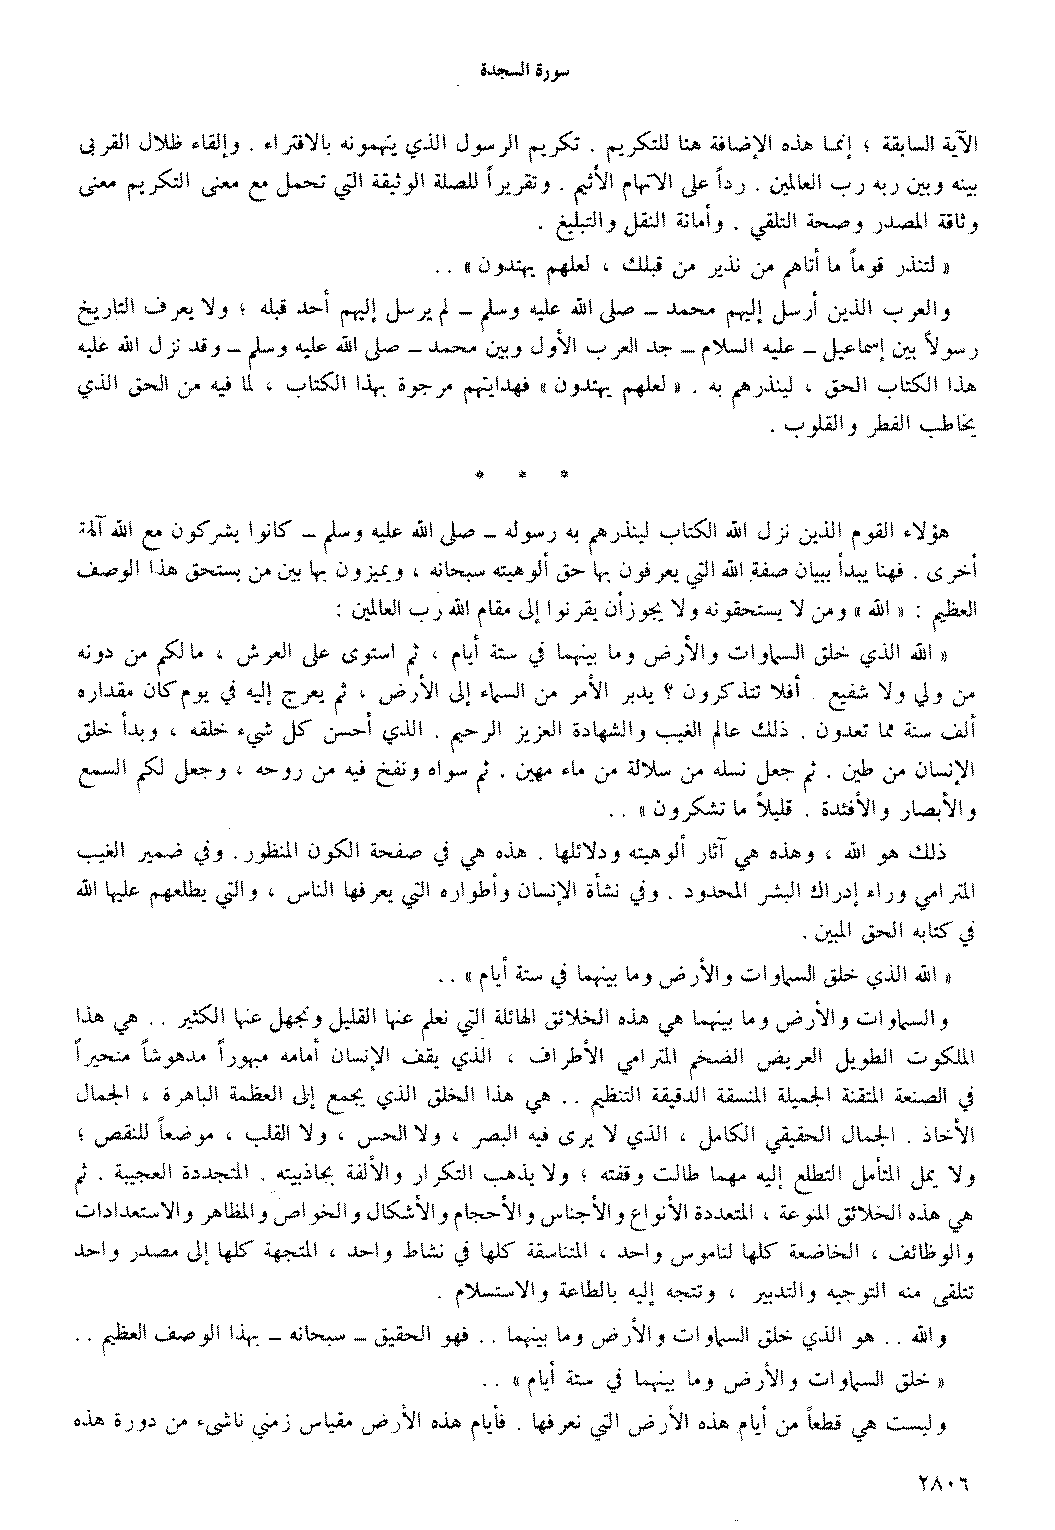 سورة السجدة
الآية السابقة ؛ إنما هذه الإضافة هنا للتكريم . تكريم الرسول الذي يتهمونه بالافتراء . وإلقاء ظلال القربى
بينه وبين ربه رب العالمين . رداً على الاتهام الأثيم . وتقريراً للصلة الوثيقة التي تحمل مع معنى التكريم معنى
وثاقة المصدر وصحة التلقي . وأمانة النقل والتبليغ .
« لتنذر قوماً ما أتاهم من نذير من قبلك ، لعلهم يهتدون » . .
والعرب الذين أرسل إليهم محمد – صلى الله عليه وسلم – لم يرسل إليهم أحد قبله ؛ ولا يعرف التاريخ
رسولاً بين إسماعيل – عليه السلام – جد العرب الأول وبين محمد – صلى الله عليه وسلم – وقد نزل الله عليه
هذا الكتاب الحق ، لينذرهم به . « لعلهم يهتدون » فهدايتهم مرجوة بهذا الكتاب ، لما فيه من الحق الذي
يخاطب الفطر والقلوب .
* * *
هؤلاء القوم الذين نزل الله الكتاب لينذرهم به رسوله – صلى الله عليه وسلم – كانوا يشركون مع الله آلهة
أخرى . فهنا يبدأ ببيان صفة الله التي يعرفون بها حق ألوهيته سبحانه ، ويميزون بها بين من يستحق هذا الوصف
العظيم : « الله » ومن لا يستحقونه ولا يجوز أن يقرنوا إلى مقام الله رب العالمين :
« الله الذي خلق السماوات والأرض وما بينهما في ستة أيام ، ثم استوى على العرش ، مالكم من دونه
من ولي ولا شفيع . أفلا تتذكرون ؟ يدبر الأمر من السماء إلى الأرض ، ثم يعرج إليه في يوم كان مقداره
ألف سنة مما تعدون . ذلك عالم الغيب والشهادة العزيز الرحيم . الذي أحسن كل شيء خلقه ، وبدأ خلق
الإنسان من طين . ثم جعل نسله من سلالة من ماء مهين . ثم سواه ونفخ فيه من روحه ، وجعل لكم السمع
والأبصار والأفئدة . قليلاً ما تشكرون » . .
ذلك هو الله ، وهذه هي آثار ألوهيته ودلائلها . هذه هي في صفحة الكون المنظور . وفي ضمير الغيب
المترامي وراء إدراك البشر المحدود . وفي نشأة الإنسان وأطواره التي يعرفها الناس ، والتي يطلعهم عليها الله
في كتابه الحق المبين .
« الله الذي خلق السماوات والأرض وما بينهما في ستة أيام » . .
والسماوات والأرض وما بينهما هي هذه الخلائق الهائلة التي نعلم عنها القليل ونجهل عنها الكثير . . هي هذا
الملكوت الطويل العريض الضخم المترامي الأطراف ، الذي يقف الإنسان أمامه مبهوراً مدهوشاً متحيراً
في الصنعة المتقنة الجميلة المنسقة الدقيقة التنظيم . . هي هذا الخلق الذي يجمع إلى العظمة الباهرة ، الجمال
الأخاذ . الجمال الحقيقي الكامل ، الذي لا يرى فيه البصر ، ولا الحس ، ولا القلب ، موضعاً للنقص ؛
ولا يمل المتأمل التطلع إليه مهما طالت وقفته ؛ ولا يذهب التكرار والألفة بجاذبيته . المتجددة العجيبة . ثم
هي هذه الخلائق المنوعة ، المتعددة الأنواع والأجناس والأحجام والأشكال والخواص والمظاهر والاستعدادات
والوظائف ، الخاضعة كلها لناموس واحد ، المتناسقة كلها في نشاط واحد ، المتجهة كلها إلى مصدر واحد
تتلقى منه التوجيه والتدبير ، وتتجه إليه بالطاعة والاستسلام .
والله . . هو الذي خلق السماوات والأرض وما بينهما . . فهو الحقيق – سبحانه – بهذا الوصف العظيم . .
« خلق السماوات والأرض وما بينهما في ستة أيام » . .
وليست هي قطعاً من أيام هذه الأرض التي نعرفها . فأيام هذه الأرض مقياس زمني ناشىء من دورة هذه
٢٨٠٦